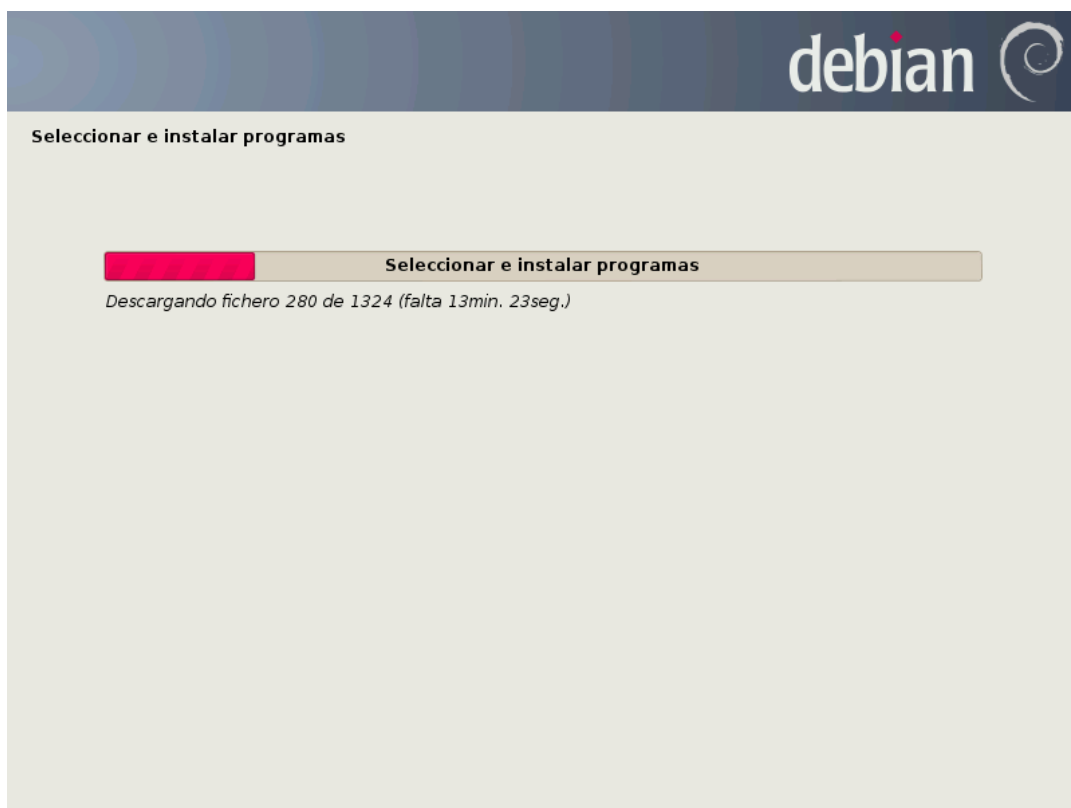 debian
Seleccionar e instalar programas
Seleccionar e instalar programas
Descargando fichero 280 de 1324 (falta 13min. 23seg.)